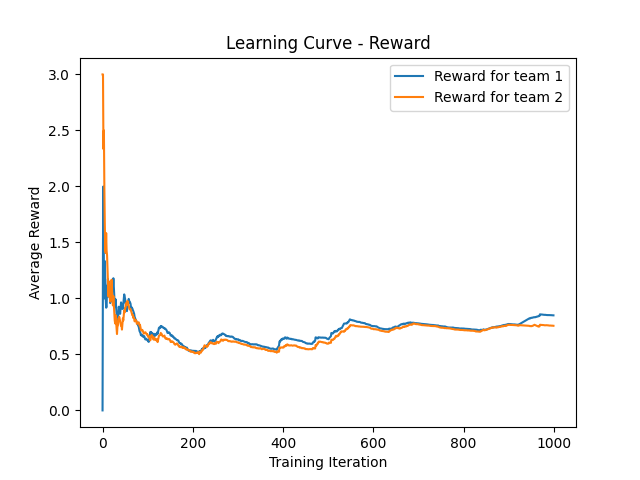 Learning Curve - Reward
Reward for team 1
Reward for team 2
Average Reward
3.0
2.5
2.0
1.5
1.0
0.5
0.0
0
200
400
600
800
1000
Training Iteration